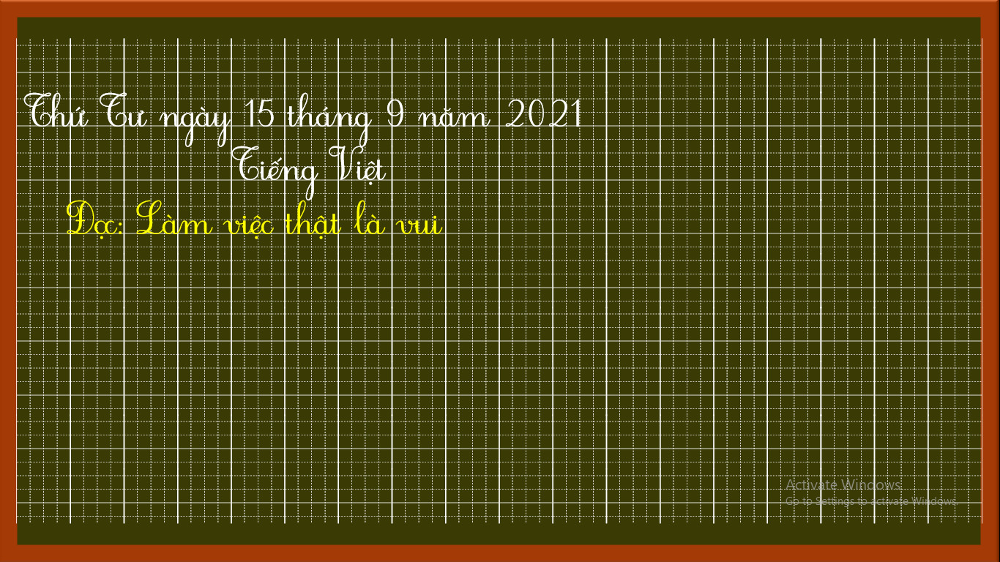 Thứ Tư ngày 15 tháng 9 năm 2021
Tiếng Việt
Đọc: Làm việc thật là vui
Activate Windows
Go to Settings to activate Windows.